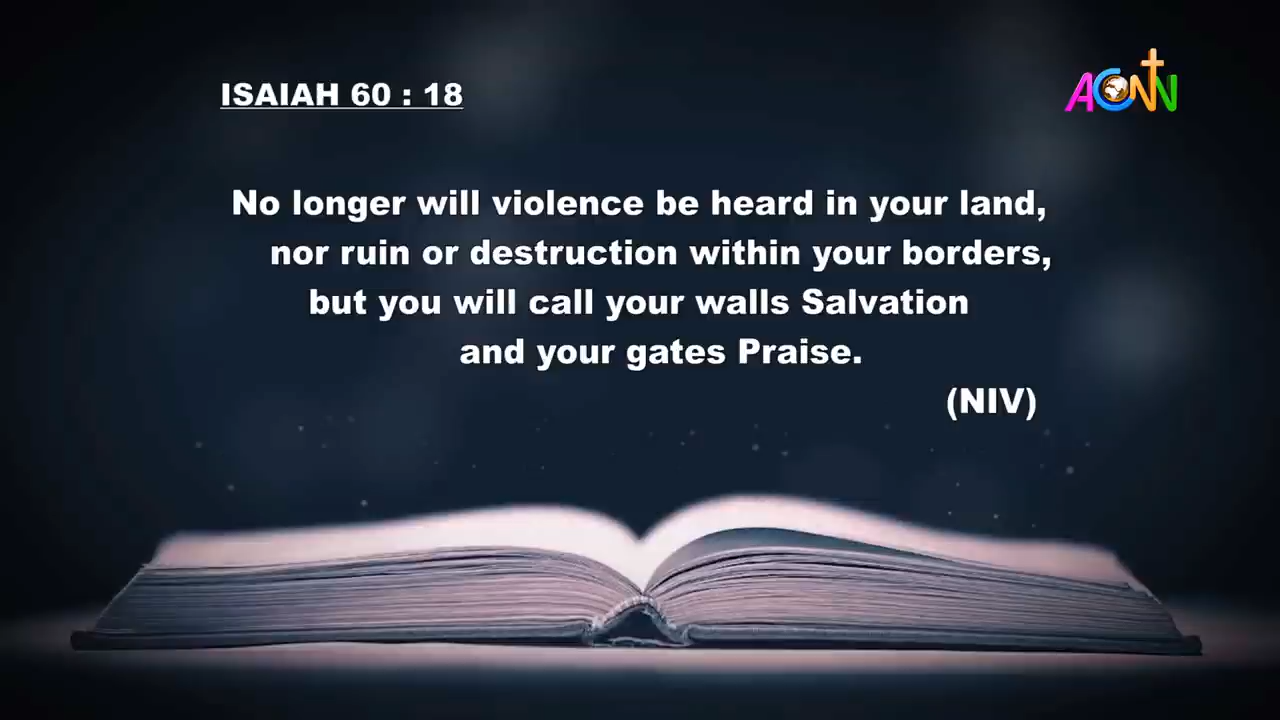 ISAIAH 60 : 18
ACNN
No longer will violence be heard in your land,
nor ruin or destruction within your borders,
but you will call your walls Salvation
and your gates Praise.
(NIV)